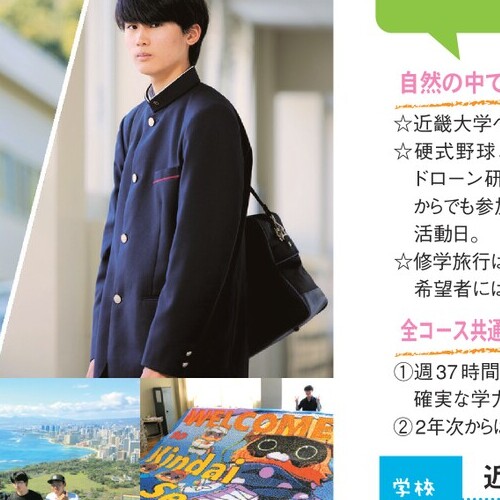 自然の中で
☆近畿大学へ
☆硬式野球
ドローン研
からでも参加
活動日。
☆修学旅行は
希望者には
全コース共通
①週37時間
確実な学力
②2年次から
学校
近
WELCOME
to
Kindai
Se